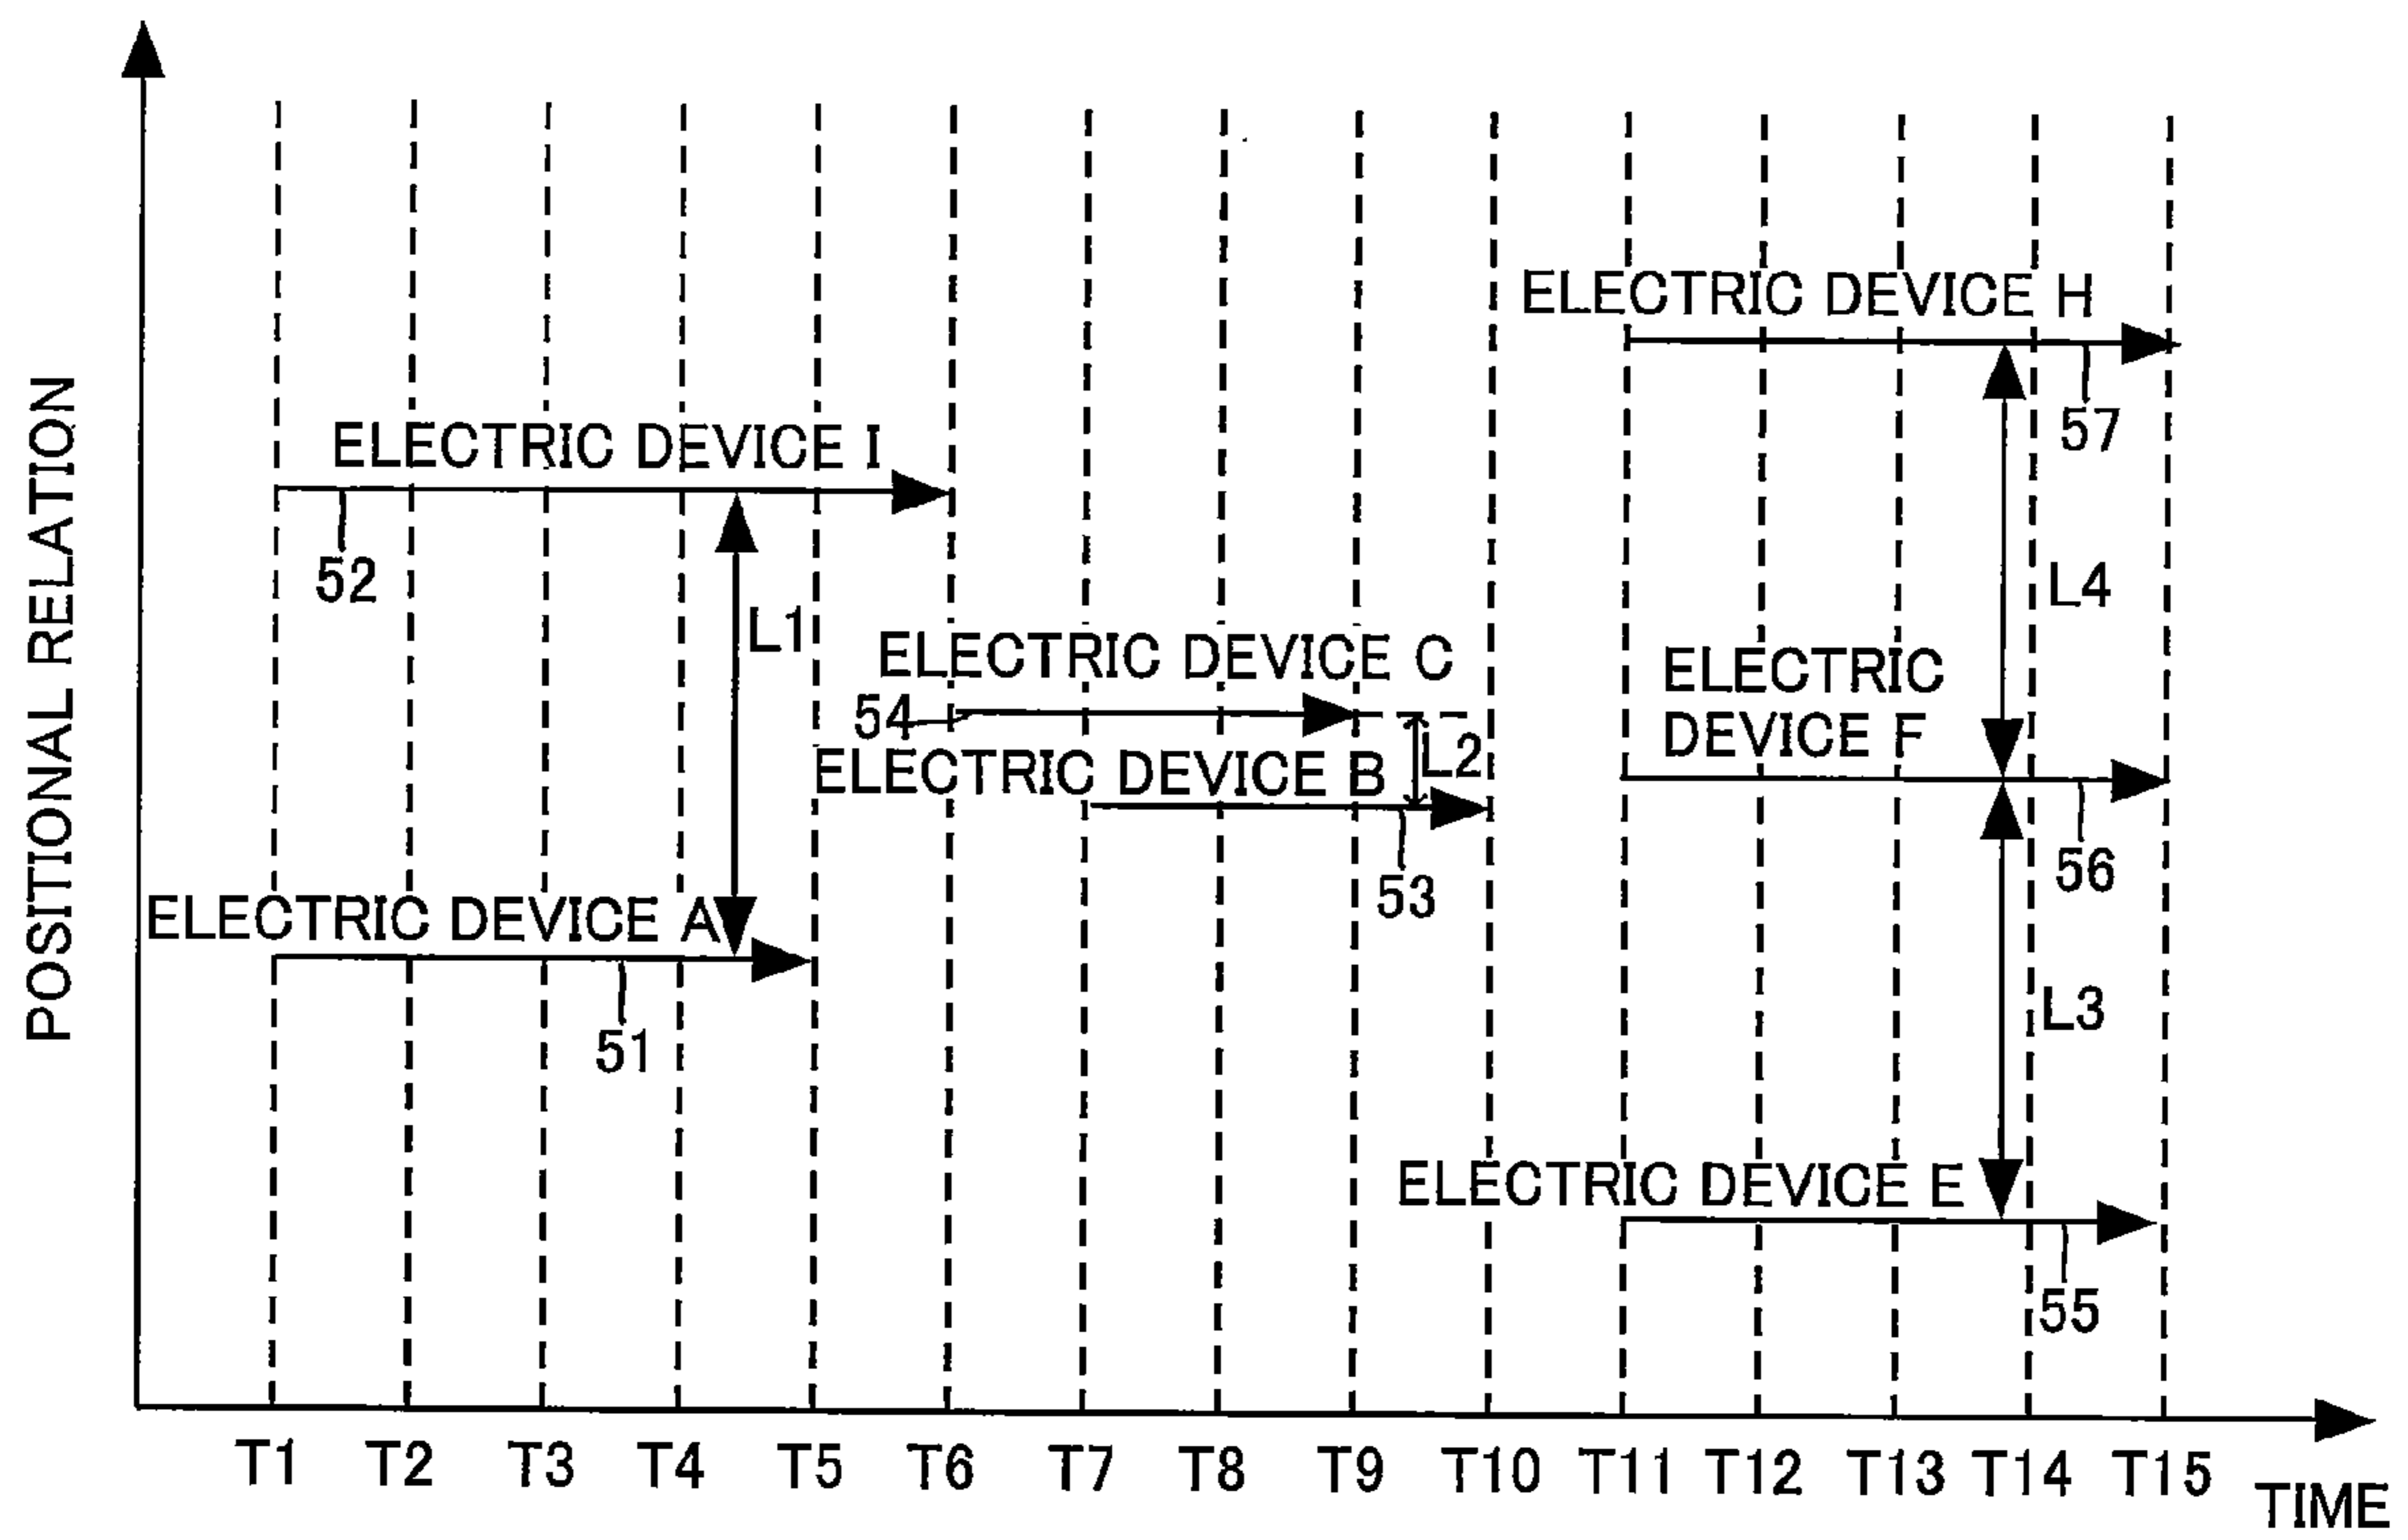 POSITIONAL RELATION
ELECTRIC DEVICE H
57
ELECTRIC DEVICE I
52
L1
L4
ELECTRIC DEVICE C
54
ELECTRIC
DEVICE F
L2
ELECTRIC DEVICE B
53
56
ELECTRIC DEVICE A
51
L3
ELECTRIC DEVICE E
55
T1 T2 T3 T4 T5 T6 T7 T8 T9 T10 T11 T12 T13 T14 T15
TIME